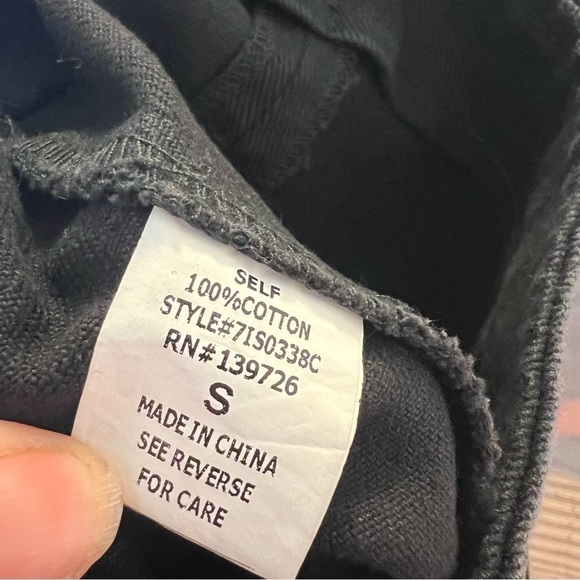 SELF
100%COTTON
STYLE#7IS0338C
RN#139726
S
MADE IN CHINA
SEE REVERSE
FOR CARE